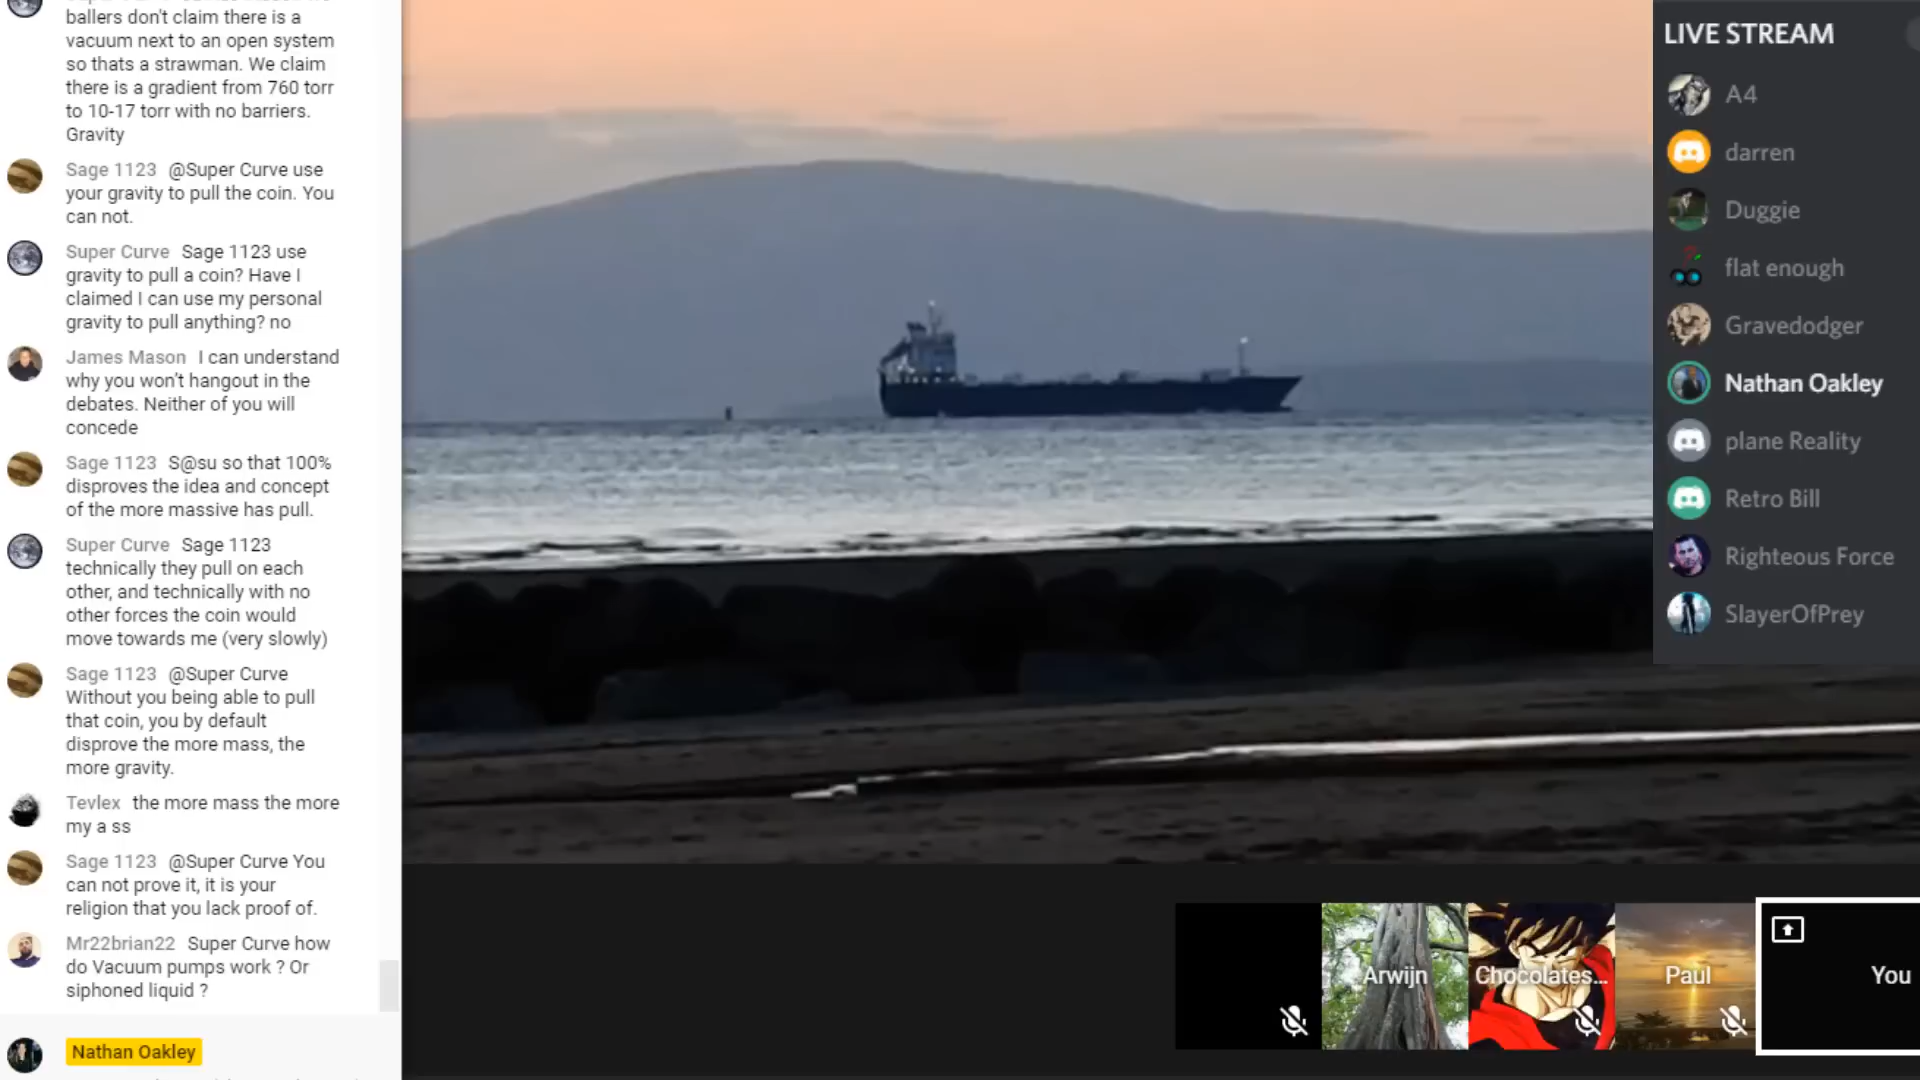 ballers don't claim there is a
vacuum next to an open system
so thats a strawman. We claim
there is a gradient from 760 torr
to 10-17 torr with no barriers.
Gravity
Sage 1123 @Super Curve use
your gravity to pull the coin. You
can not.
Super Curve Sage 1123 use
gravity to pull a coin? Have I
claimed I can use my personal
gravity to pull anything? no
James Mason I can understand
why you won't hangout in the
debates. Neither of you will
concede
Sage 1123 S@su so that 100%
disproves the idea and concept
of the more massive has pull.
Super Curve Sage 1123
technically they pull on each
other, and technically with no
other forces the coin would
move towards me (very slowly)
Sage 1123 @Super Curve
Without you being able to pull
that coin, you by default
disprove the more mass, the
more gravity.
Tevlex the more mass the more
my a ss
Sage 1123 @Super Curve You
can not prove it, it is your
religion that you lack proof of.
Mr22brian22 Super Curve how
do Vacuum pumps work ? Or
siphoned liquid ?
Nathan Oakley
LIVE STREAM
A4
darren
Duggie
flat enough
Gravedodger
Nathan Oakley
plane Reality
Retro Bill
Righteous Force
SlayerOfPrey
Arwijn
Chocolates...
Paul
You